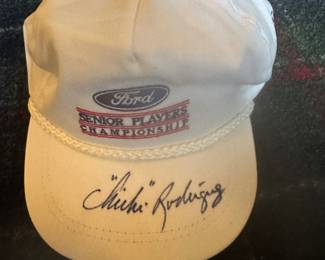 Ford
SENIOR PLAYERS
CHAMPIONSHIP
"Chichi" Rodriguez